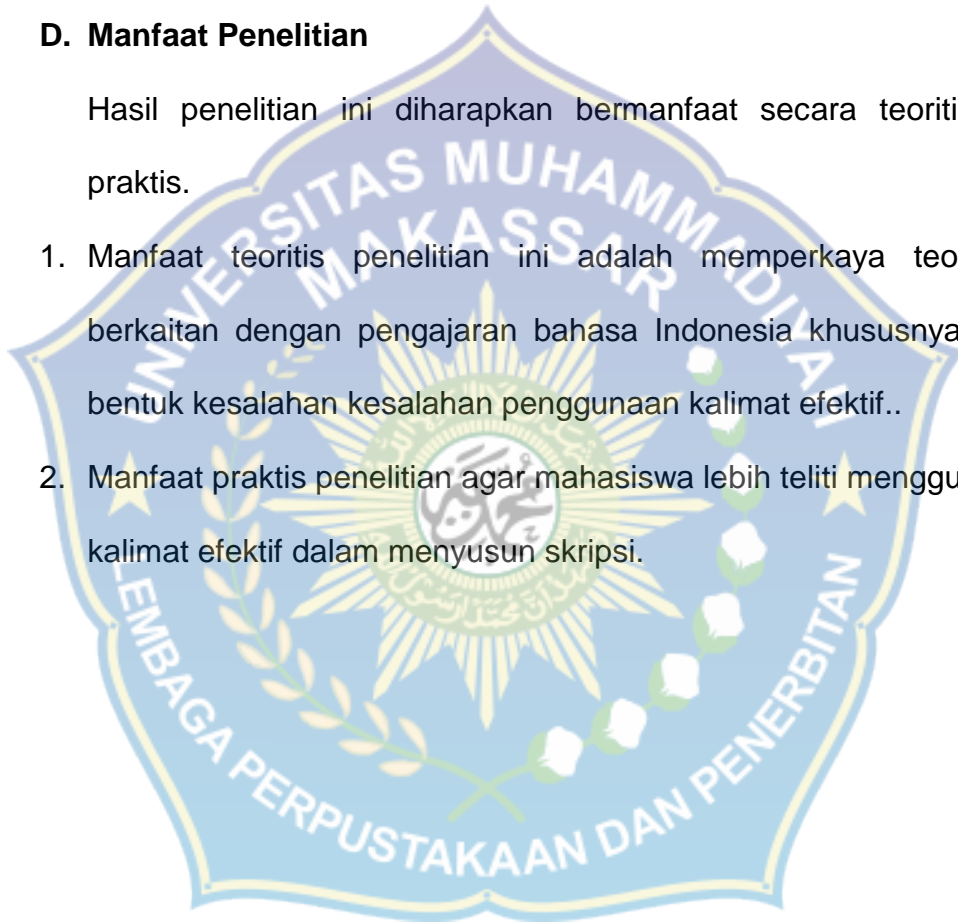 D. Manfaat Penelitian
Hasil penelitian ini diharapkan bermanfaat secara teoriti
praktis.
UNIVERSITAS MUHAMMADIYAH
MAKASSAR
1. Manfaat teoritis penelitian ini adalah memperkaya teo
berkaitan dengan pengajaran bahasa Indonesia khususnya
bentuk kesalahan kesalahan penggunaan kalimat efektif..
2. Manfaat praktis penelitian agar mahasiswa lebih teliti menggu
kalimat efektif dalam menyusun skripsi.
LEMBAGA PERPUSTAKAAN DAN PENERBITAN